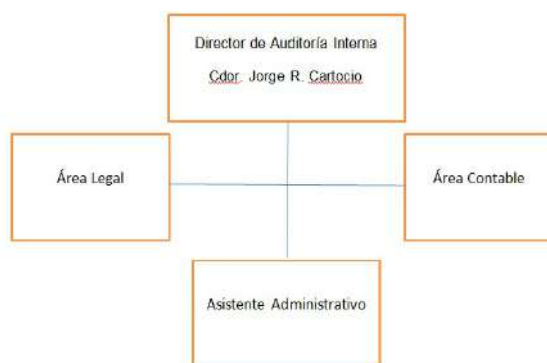 Director de Auditoría Interna
Cdor. Jorge R. Cartocio
Área Legal
Área Contable
Asistente Administrativo